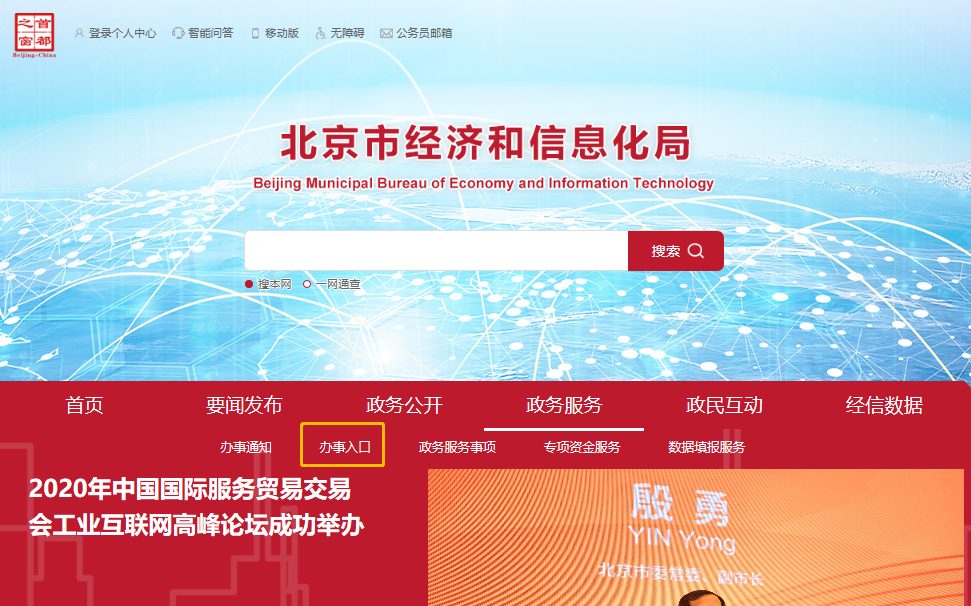 首都之窗
Beijing-China
登录个人中心 智能问答 移动版 无障碍 公务员邮箱
北京市经济和信息化局
Beijing Municipal Bureau of Economy and Information Technology
搜索
搜本网 一网通查
首页 要闻发布 政务公开 政务服务 政民互动 经信数据
办事通知 办事入口 政务服务事项 专项资金服务 数据填报服务
2020年中国国际服务贸易交易
会工业互联网高峰论坛成功举办
殷 勇
YIN Yong
北京市委常委、副市长